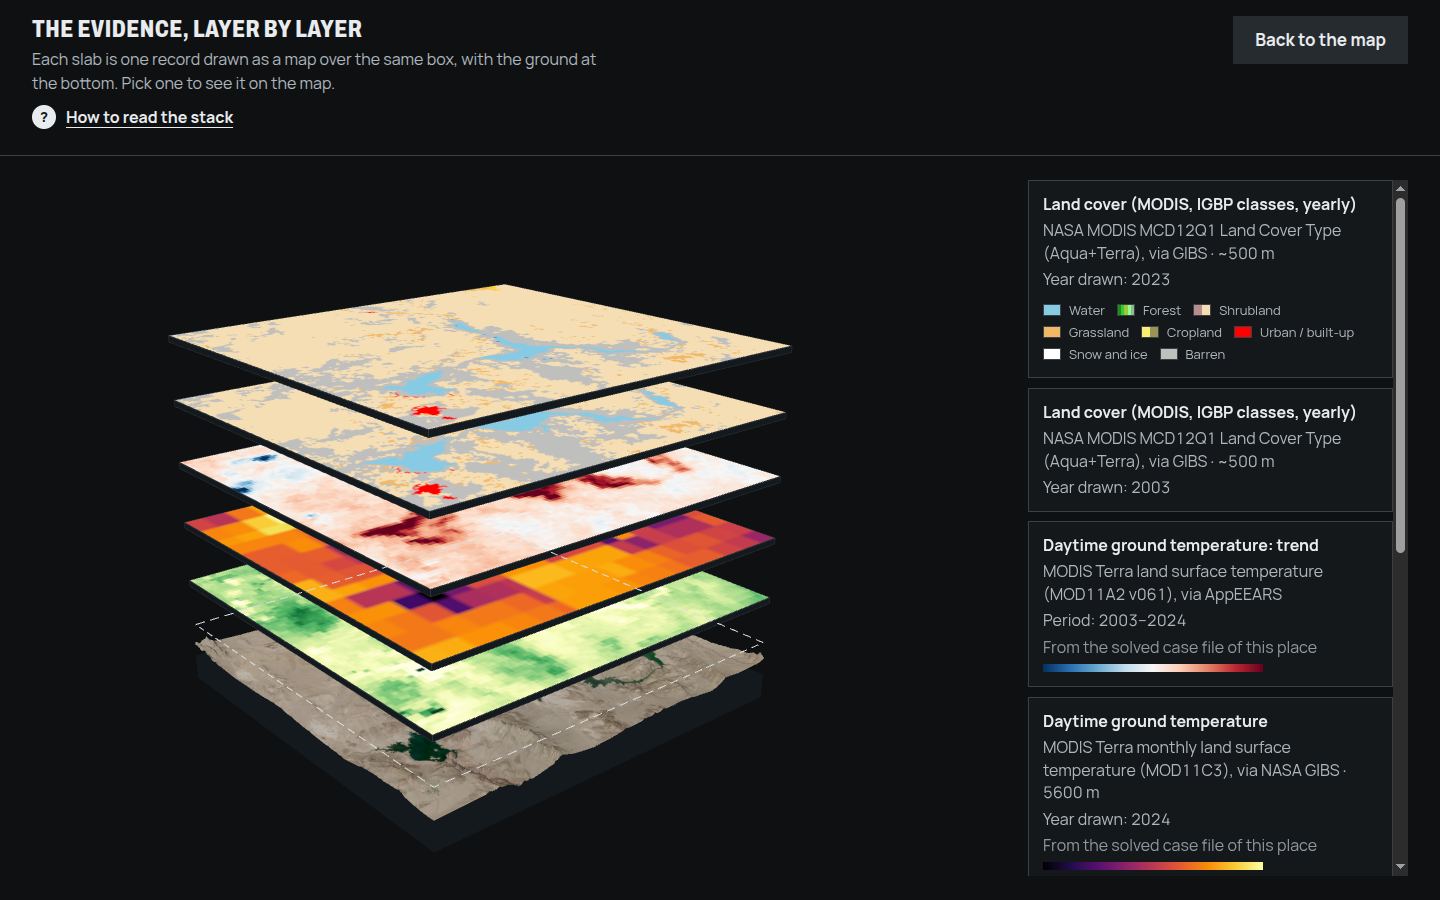 THE EVIDENCE, LAYER BY LAYER
Each slab is one record drawn as a map over the same box, with the ground at
the bottom. Pick one to see it on the map.
? How to read the stack
Back to the map
Land cover (MODIS, IGBP classes, yearly)
NASA MODIS MCD12Q1 Land Cover Type
(Aqua+Terra), via GIBS · ~500 m
Year drawn: 2023
Water Forest Shrubland
Grassland Cropland Urban / built-up
Snow and ice Barren
Land cover (MODIS, IGBP classes, yearly)
NASA MODIS MCD12Q1 Land Cover Type
(Aqua+Terra), via GIBS · ~500 m
Year drawn: 2003
Daytime ground temperature: trend
MODIS Terra land surface temperature
(MOD11A2 v061), via AppEEARS
Period: 2003–2024
From the solved case file of this place
Daytime ground temperature
MODIS Terra monthly land surface
temperature (MOD11C3), via NASA GIBS ·
5600 m
Year drawn: 2024
From the solved case file of this place